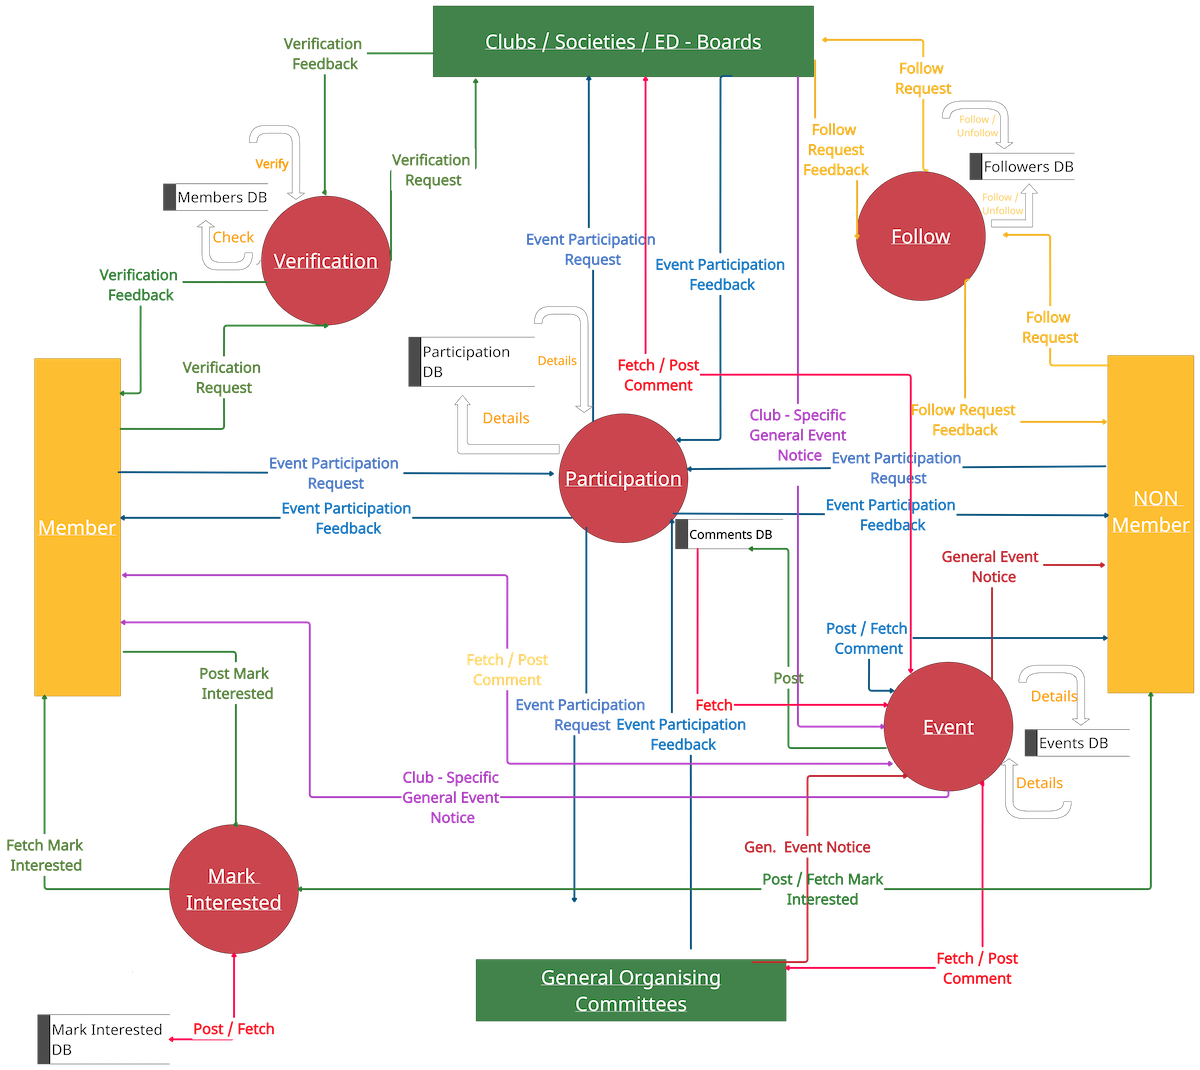 Clubs / Societies / ED - Boards
Verification
Feedback
Follow
Request
Follow /
Unfollow
Follow
Request
Feedback
Verify
Verification
Request
Followers DB
Members DB
Follow /
Unfollow
Check
Verification
Follow
Event Participation
Request
Event Participation
Feedback
Verification
Feedback
Follow
Request
Participation
DB
Details
Verification
Request
Fetch / Post
Comment
Details
Club - Specific
General Event
Notice
Follow Request
Feedback
Event Participation
Request
Event Participation
Request
Participation
NON
Member
Member
Event Participation
Feedback
Event Participation
Feedback
Comments DB
General Event
Notice
Post / Fetch
Comment
Fetch / Post
Comment
Post Mark
Interested
Post
Details
Event Participation
Request
Fetch
Event Participation
Feedback
Event
Events DB
Club - Specific
General Event
Notice
Details
Fetch Mark
Interested
Gen.  Event Notice
Mark
Interested
Post / Fetch Mark
Interested
Fetch / Post
Comment
General Organising
Committees
Mark Interested
DB
Post / Fetch